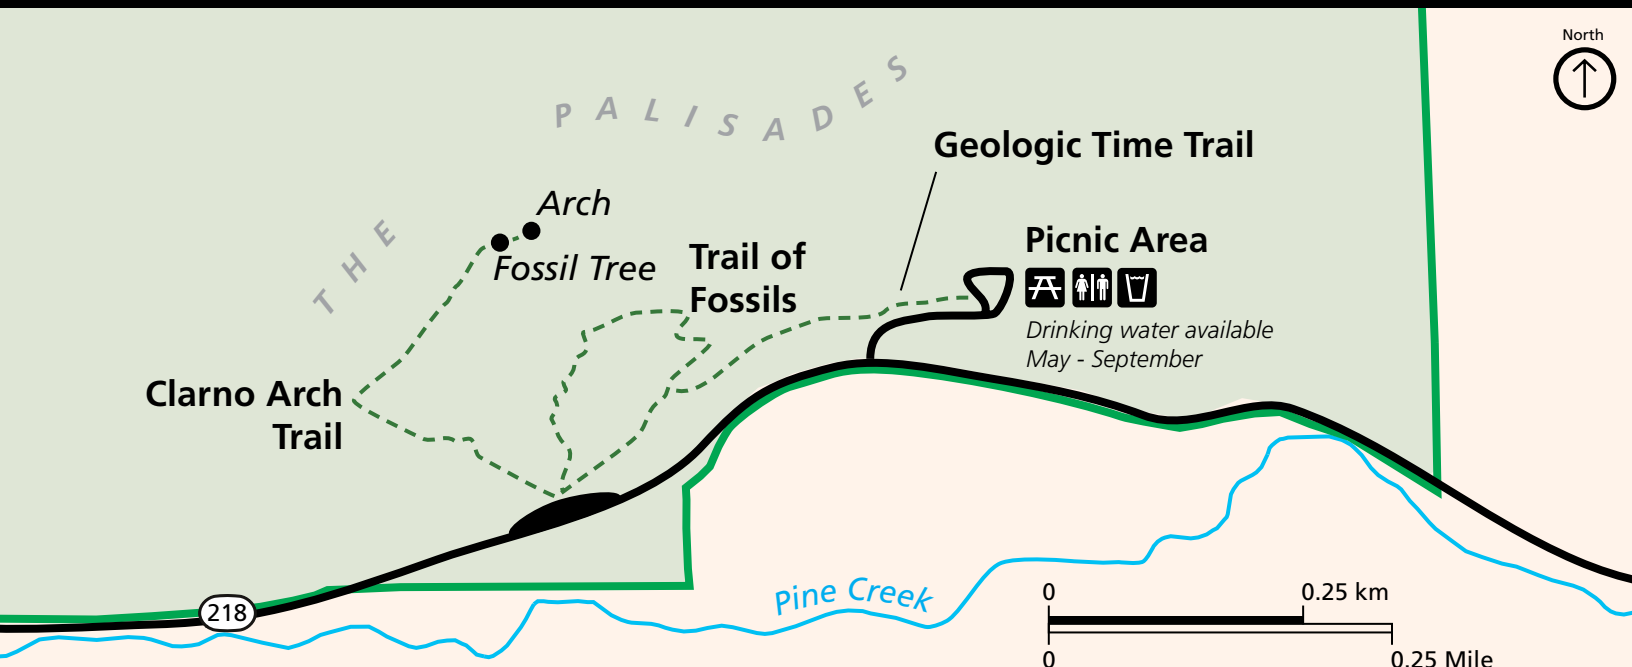 North
THE PALISADES
Geologic Time Trail
Arch
Fossil Tree
Trail of
Fossils
Picnic Area
Drinking water available
May - September
Clarno Arch
Trail
218
Pine Creek
0 0.25 km
0 0.25 Mile